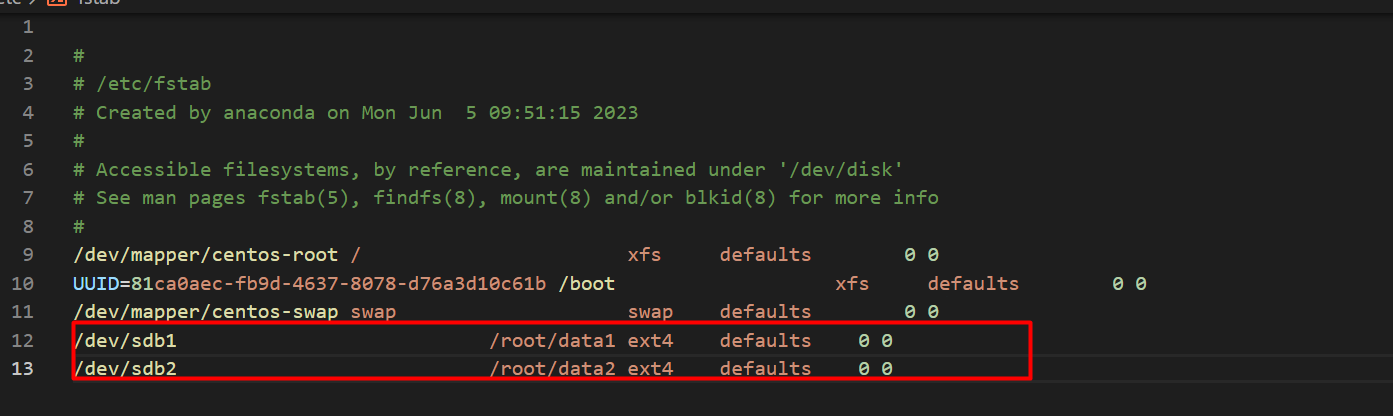 fstab
1
2 #
3 # /etc/fstab
4 # Created by anaconda on Mon Jun  5 09:51:15 2023
5 #
6 # Accessible filesystems, by reference, are maintained under '/dev/disk'
7 # See man pages fstab(5), findfs(8), mount(8) and/or blkid(8) for more info
8 #
9 /dev/mapper/centos-root /                       xfs     defaults        0 0
10 UUID=81ca0aec-fb9d-4637-8078-d76a3d10c61b /boot                   xfs     defaults        0 0
11 /dev/mapper/centos-swap swap                    swap    defaults        0 0
12 /dev/sdb1                           /root/data1 ext4    defaults    0 0
13 /dev/sdb2                           /root/data2 ext4    defaults    0 0